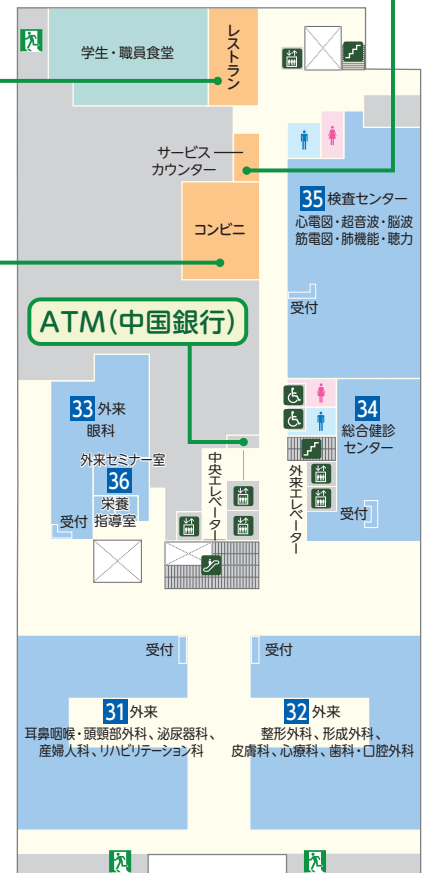 学生・職員食堂
レストラン
サービス
カウンター
コンビニ
35 検査センター
心電図・超音波・脳波
筋電図・肺機能・聴力
受付
ATM(中国銀行)
33 外来
眼科
外来セミナー室
36
栄養
指導室
受付
中央エレベーター
外来エレベーター
34
総合健診
センター
受付
受付
受付
31 外来
耳鼻咽喉・頭頸部外科、泌尿器科、
産婦人科、リハビリテーション科
32 外来
整形外科、形成外科、
皮膚科、心療科、歯科・口腔外科